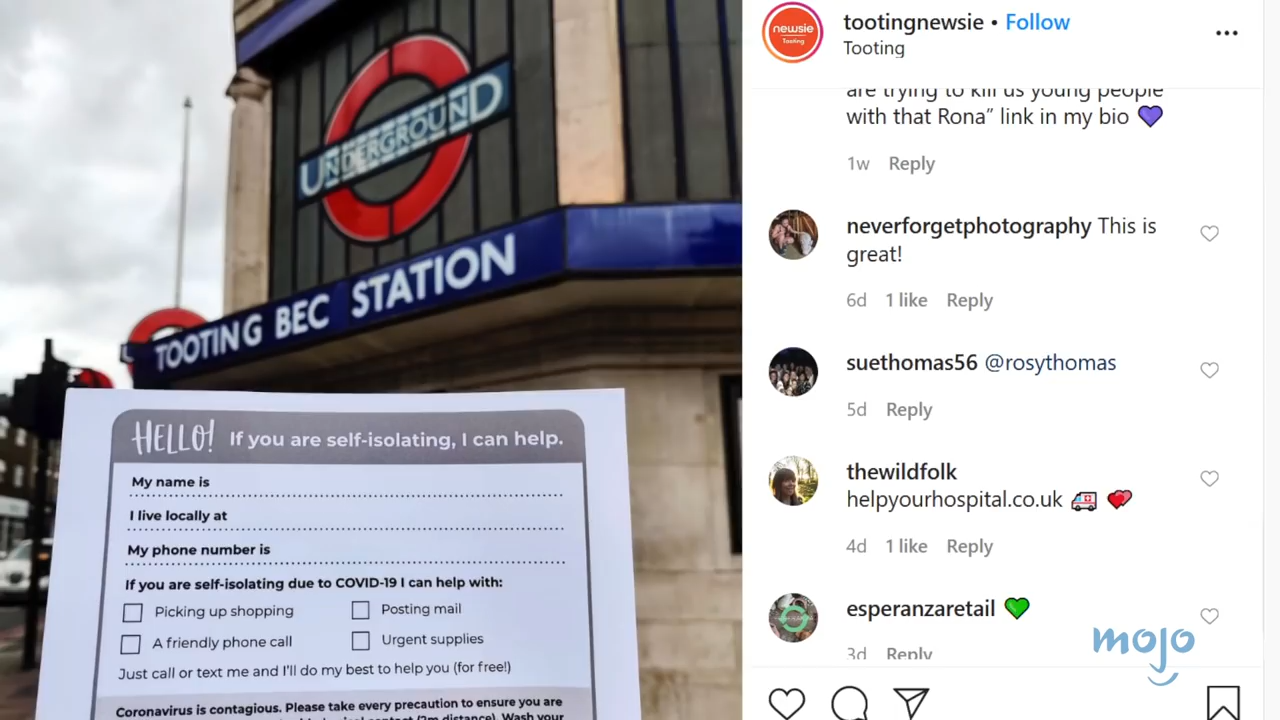 UNDERGROUND
TOOTING BEC STATION
HELLO! If you are self-isolating, I can help.
My name is
I live locally at
My phone number is
If you are self-isolating due to COVID-19 I can help with:
Picking up shopping
Posting mail
A friendly phone call
Urgent supplies
Just call or text me and I'll do my best to help you (for free!)
Coronavirus is contagious. Please take every precaution to ensure you are
(2m distance). Wash your
newsie
Tooting
tootingnewsie • Follow
Tooting
are trying to kill us young people
with that Rona” link in my bio 💜
1w Reply
neverforgetphotography This is
great!
6d 1 like Reply
suethomas56 @rosythomas
5d Reply
thewildfolk
helpyourhospital.co.uk 🚑 💕
4d 1 like Reply
esperanzaretail 💚
3d Reply
mojo